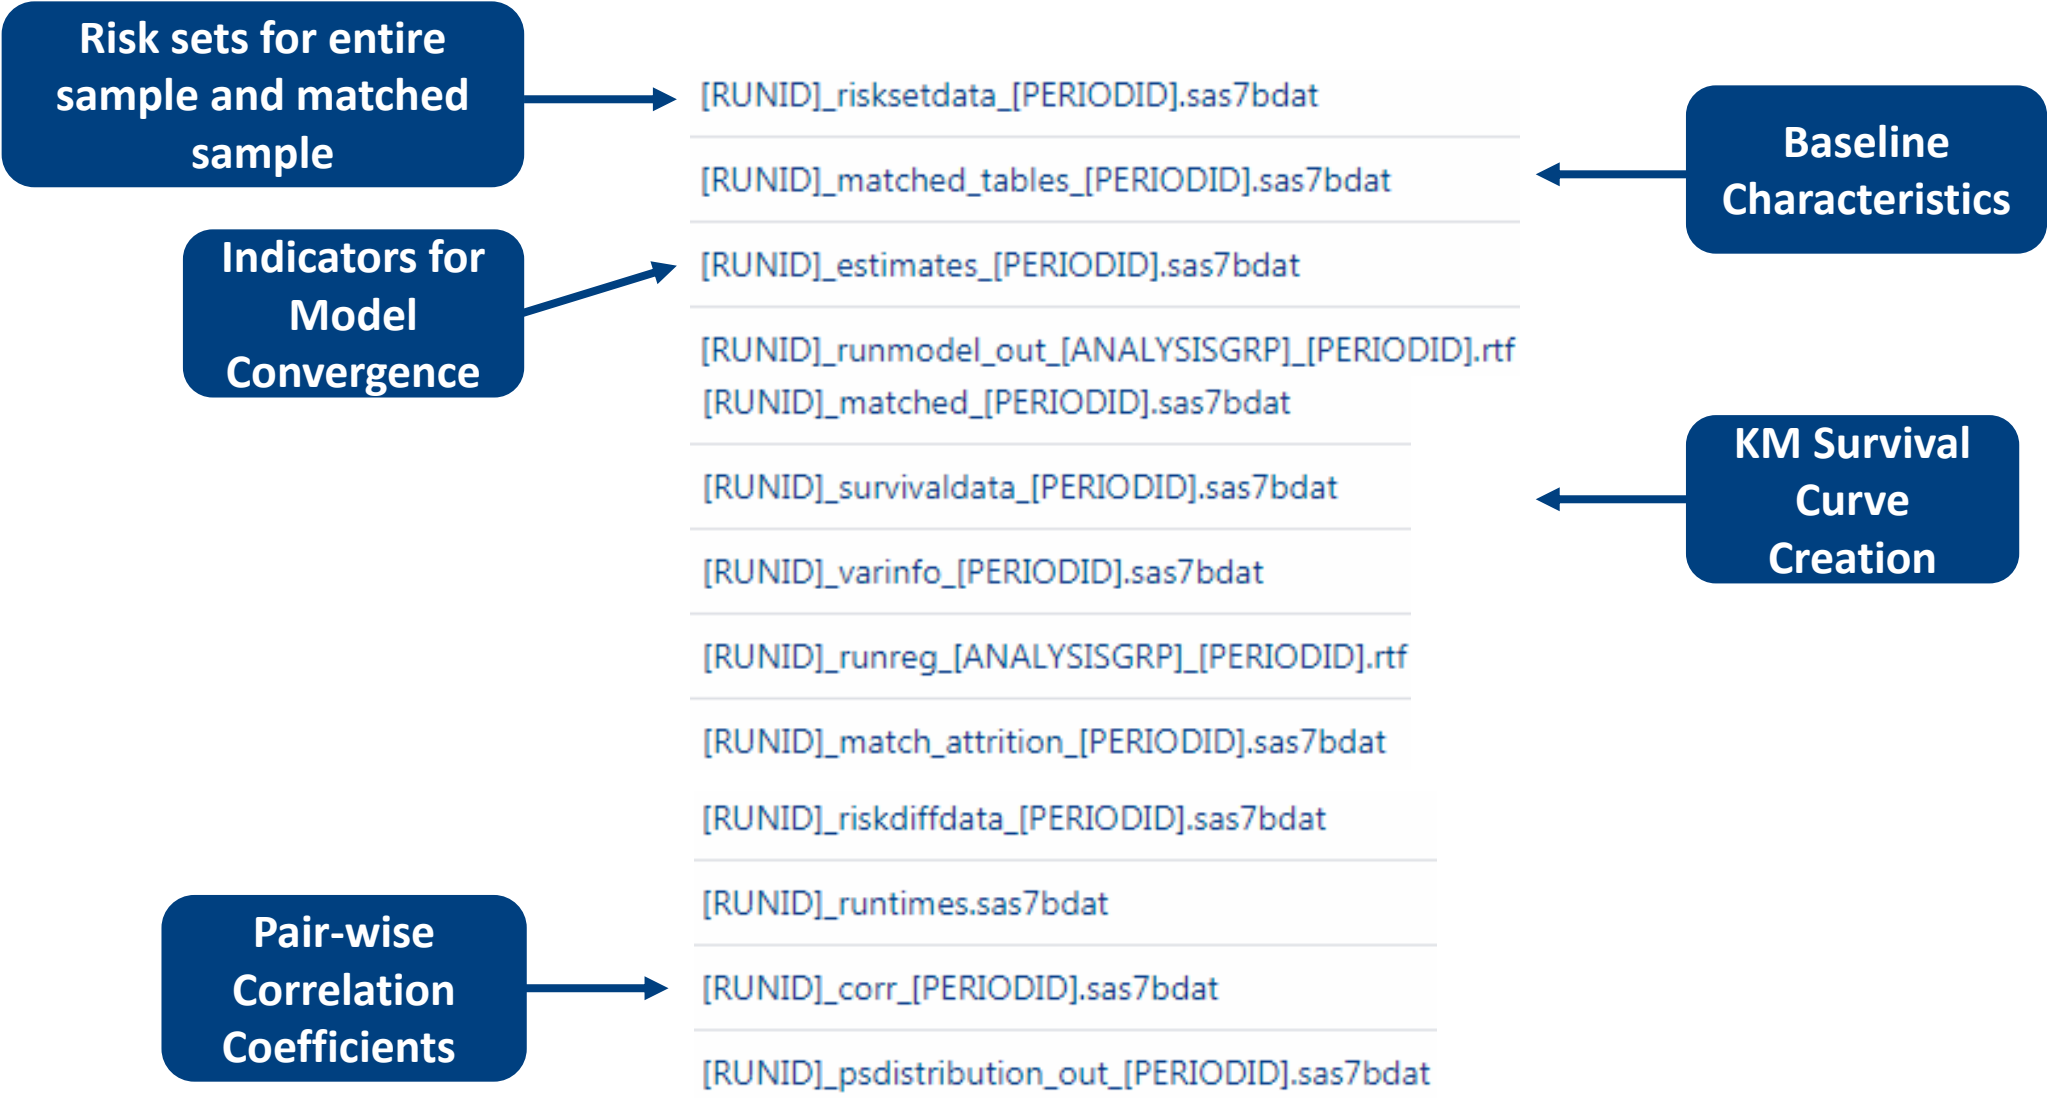 Risk sets for entire
sample and matched
sample
[RUNID]_risksetdata_[PERIODID].sas7bdat
Baseline
Characteristics
[RUNID]_matched_tables_[PERIODID].sas7bdat
Indicators for
Model
Convergence
[RUNID]_estimates_[PERIODID].sas7bdat
[RUNID]_runmodel_out_[ANALYSISGRP]_[PERIODID].rtf
[RUNID]_matched_[PERIODID].sas7bdat
KM Survival
Curve
Creation
[RUNID]_survivaldata_[PERIODID].sas7bdat
[RUNID]_varinfo_[PERIODID].sas7bdat
[RUNID]_runreg_[ANALYSISGRP]_[PERIODID].rtf
[RUNID]_match_attrition_[PERIODID].sas7bdat
[RUNID]_riskdiffdata_[PERIODID].sas7bdat
[RUNID]_runtimes.sas7bdat
Pair-wise
Correlation
Coefficients
[RUNID]_corr_[PERIODID].sas7bdat
[RUNID]_psdistribution_out_[PERIODID].sas7bdat